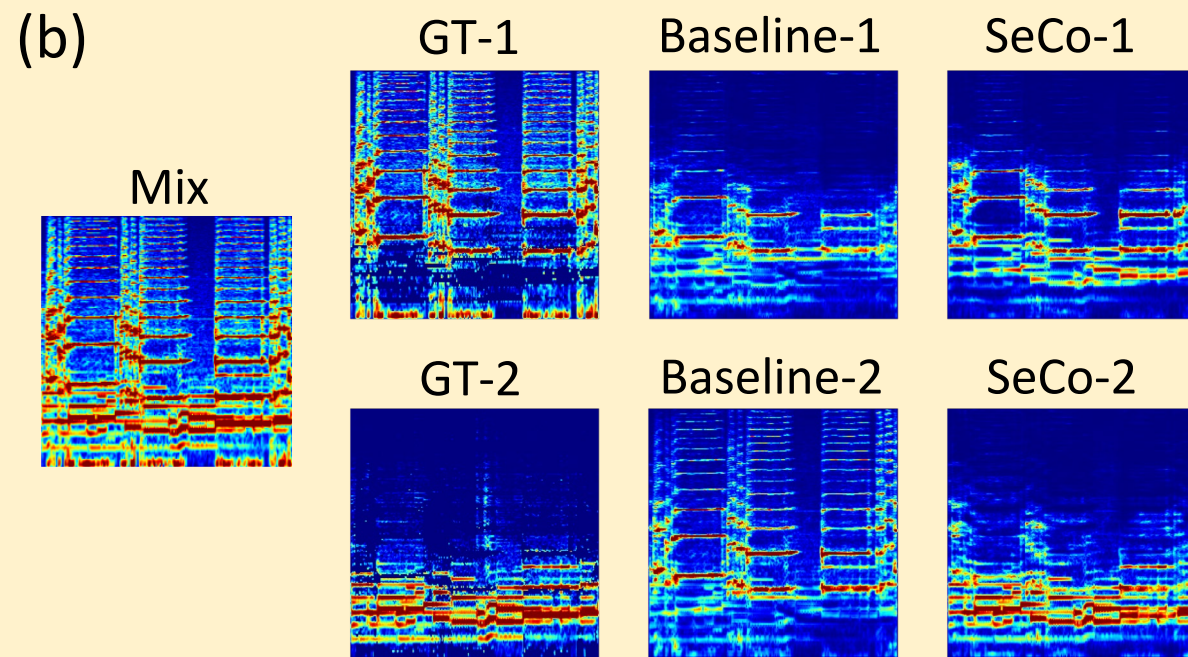 (b)
GT-1
Baseline-1
SeCo-1
Mix
GT-2
Baseline-2
SeCo-2